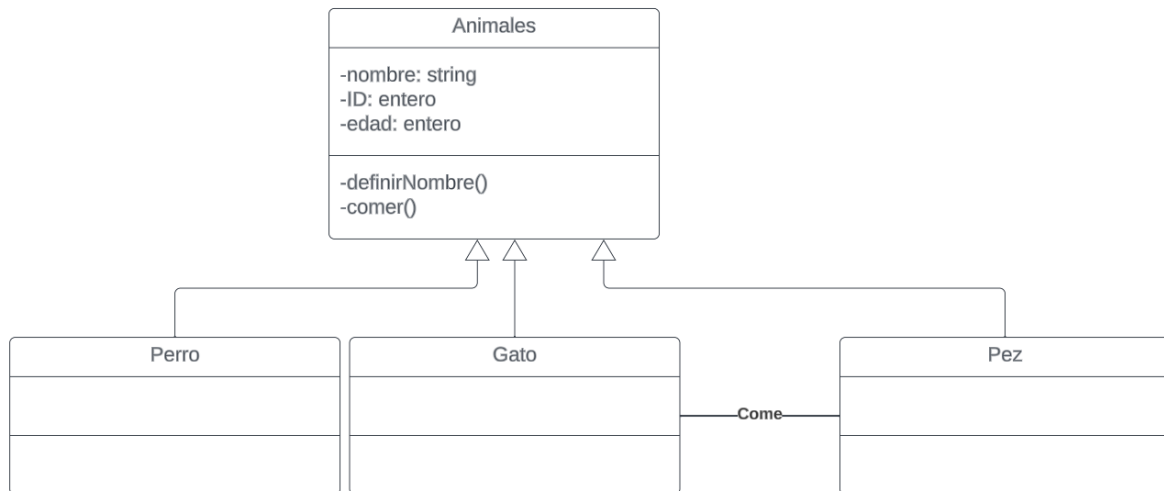 Animales
-nombre: string
-ID: entero
-edad: entero
-definirNombre()
-comer()
Perro
Gato
Pez
Come